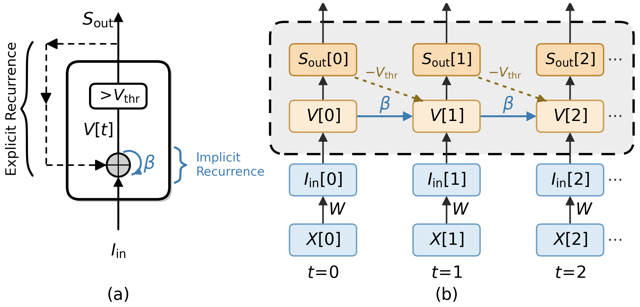 S_out
Explicit Recurrence
>V_thr
V[t]
β
Implicit
Recurrence
I_in
(a)
S_out[0] S_out[1] S_out[2] ...
−V_thr −V_thr
β β
V[0] V[1] V[2] ...
I_in[0] I_in[1] I_in[2] ...
W W W
X[0] X[1] X[2] ...
t=0 t=1 t=2
(b)